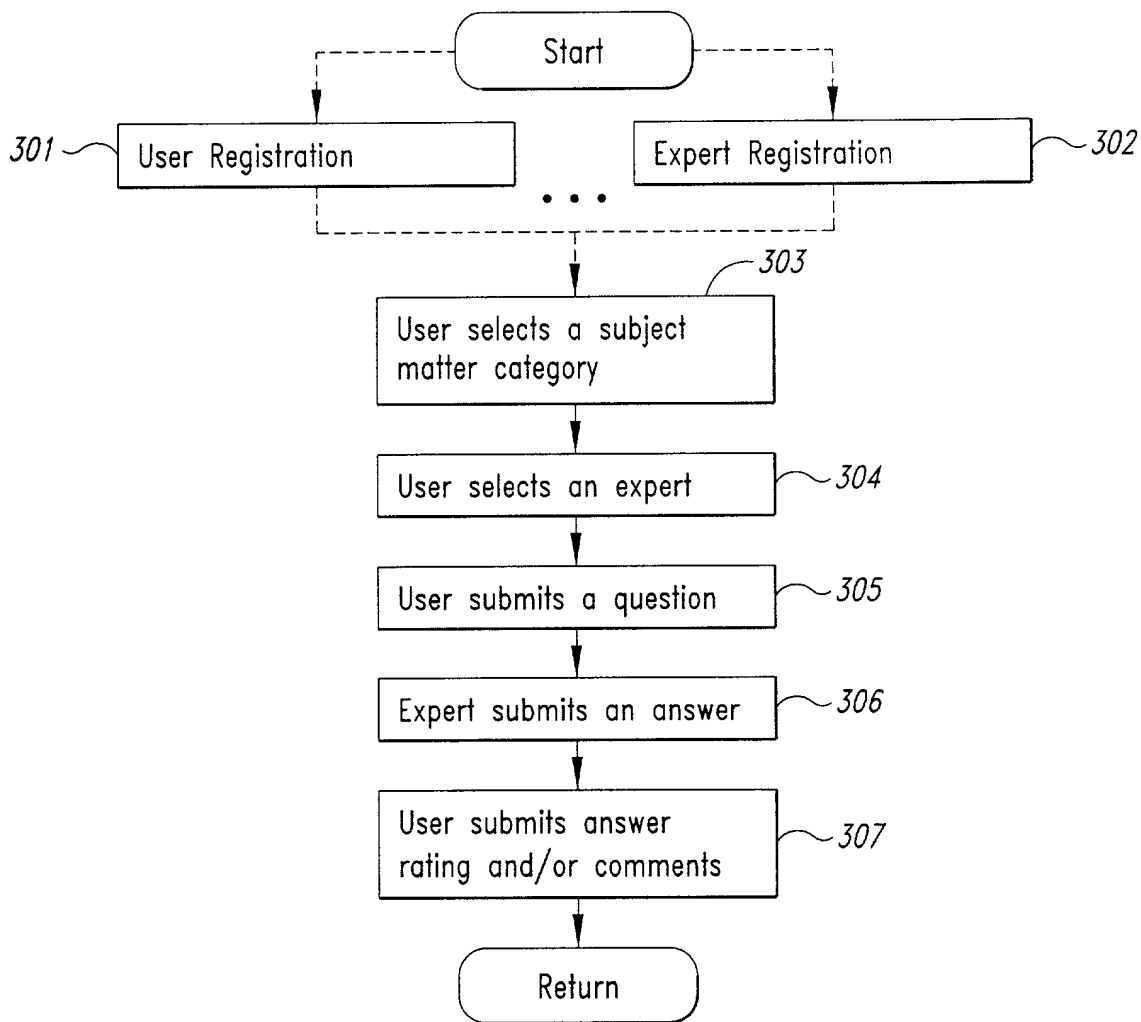 Start
301
User Registration
Expert Registration
302
• • •
303
User selects a subject
matter category
User selects an expert
304
User submits a question
305
Expert submits an answer
306
User submits answer
rating and/or comments
307
Return